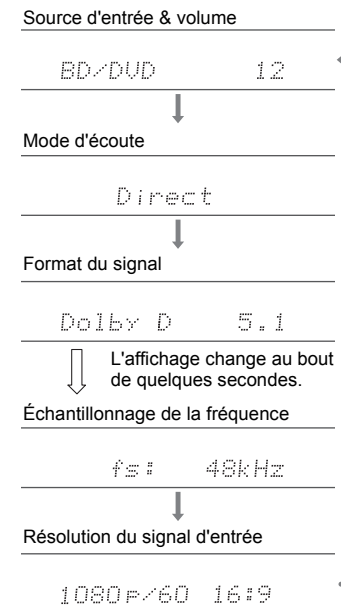 Source d'entrée & volume
BD/DVD 12
Mode d'écoute
Direct
Format du signal
Dolby D 5.1
L'affichage change au bout
de quelques secondes.
Échantillonnage de la fréquence
fs: 48kHz
Résolution du signal d'entrée
1080p/60 16:9